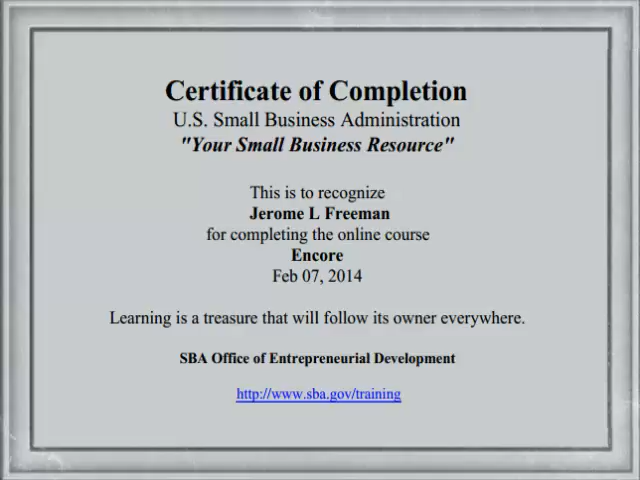 Certificate of Completion
U.S. Small Business Administration
"Your Small Business Resource"
This is to recognize
Jerome L Freeman
for completing the online course
Encore
Feb 07, 2014
Learning is a treasure that will follow its owner everywhere.
SBA Office of Entrepreneurial Development
http://www.sba.gov/training